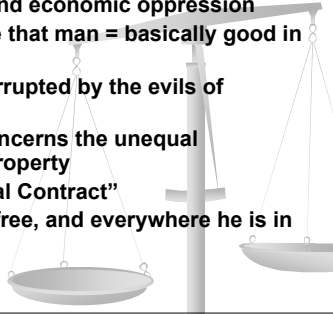 nd economic oppression
e that man = basically good in
rrupted by the evils of
ncerns the unequal
roperty
al Contract”
free, and everywhere he is in